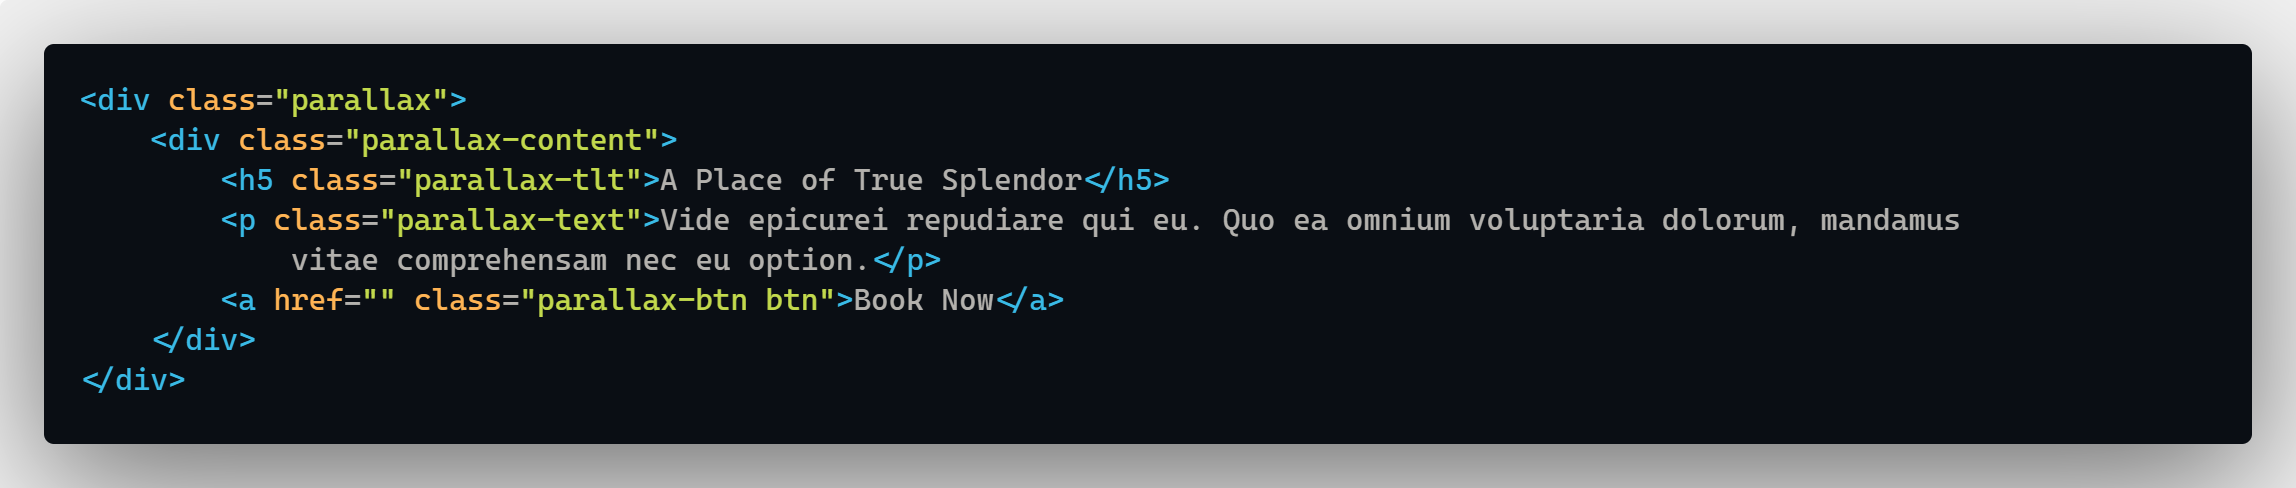 <div class="parallax">
    <div class="parallax-content">
        <h5 class="parallax-tlt">A Place of True Splendor</h5>
        <p class="parallax-text">Vide epicurei repudiare qui eu. Quo ea omnium voluptaria dolorum, mandamus
            vitae comprehensam nec eu option.</p>
        <a href="" class="parallax-btn btn">Book Now</a>
    </div>
</div>